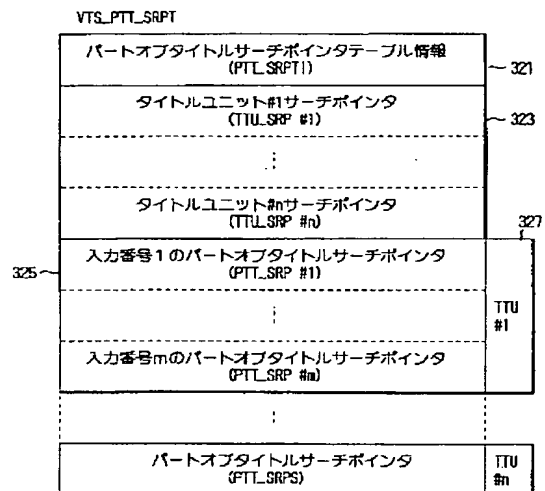 VTS_PTT_SRPT
パートオブタイトルサーチポインタテーブル情報
(PTT_SRPTI)
321
タイトルユニット#1サーチポインタ
(TTU_SRP #1)
323
タイトルユニット#nサーチポインタ
(TTU_SRP #n)
327
325
入力番号1のパートオブタイトルサーチポインタ
(PTT_SRP #1)
TTU
#1
入力番号mのパートオブタイトルサーチポインタ
(PTT_SRP #m)
パートオブタイトルサーチポインタ
(PTT_SRPS)
TTU
#n